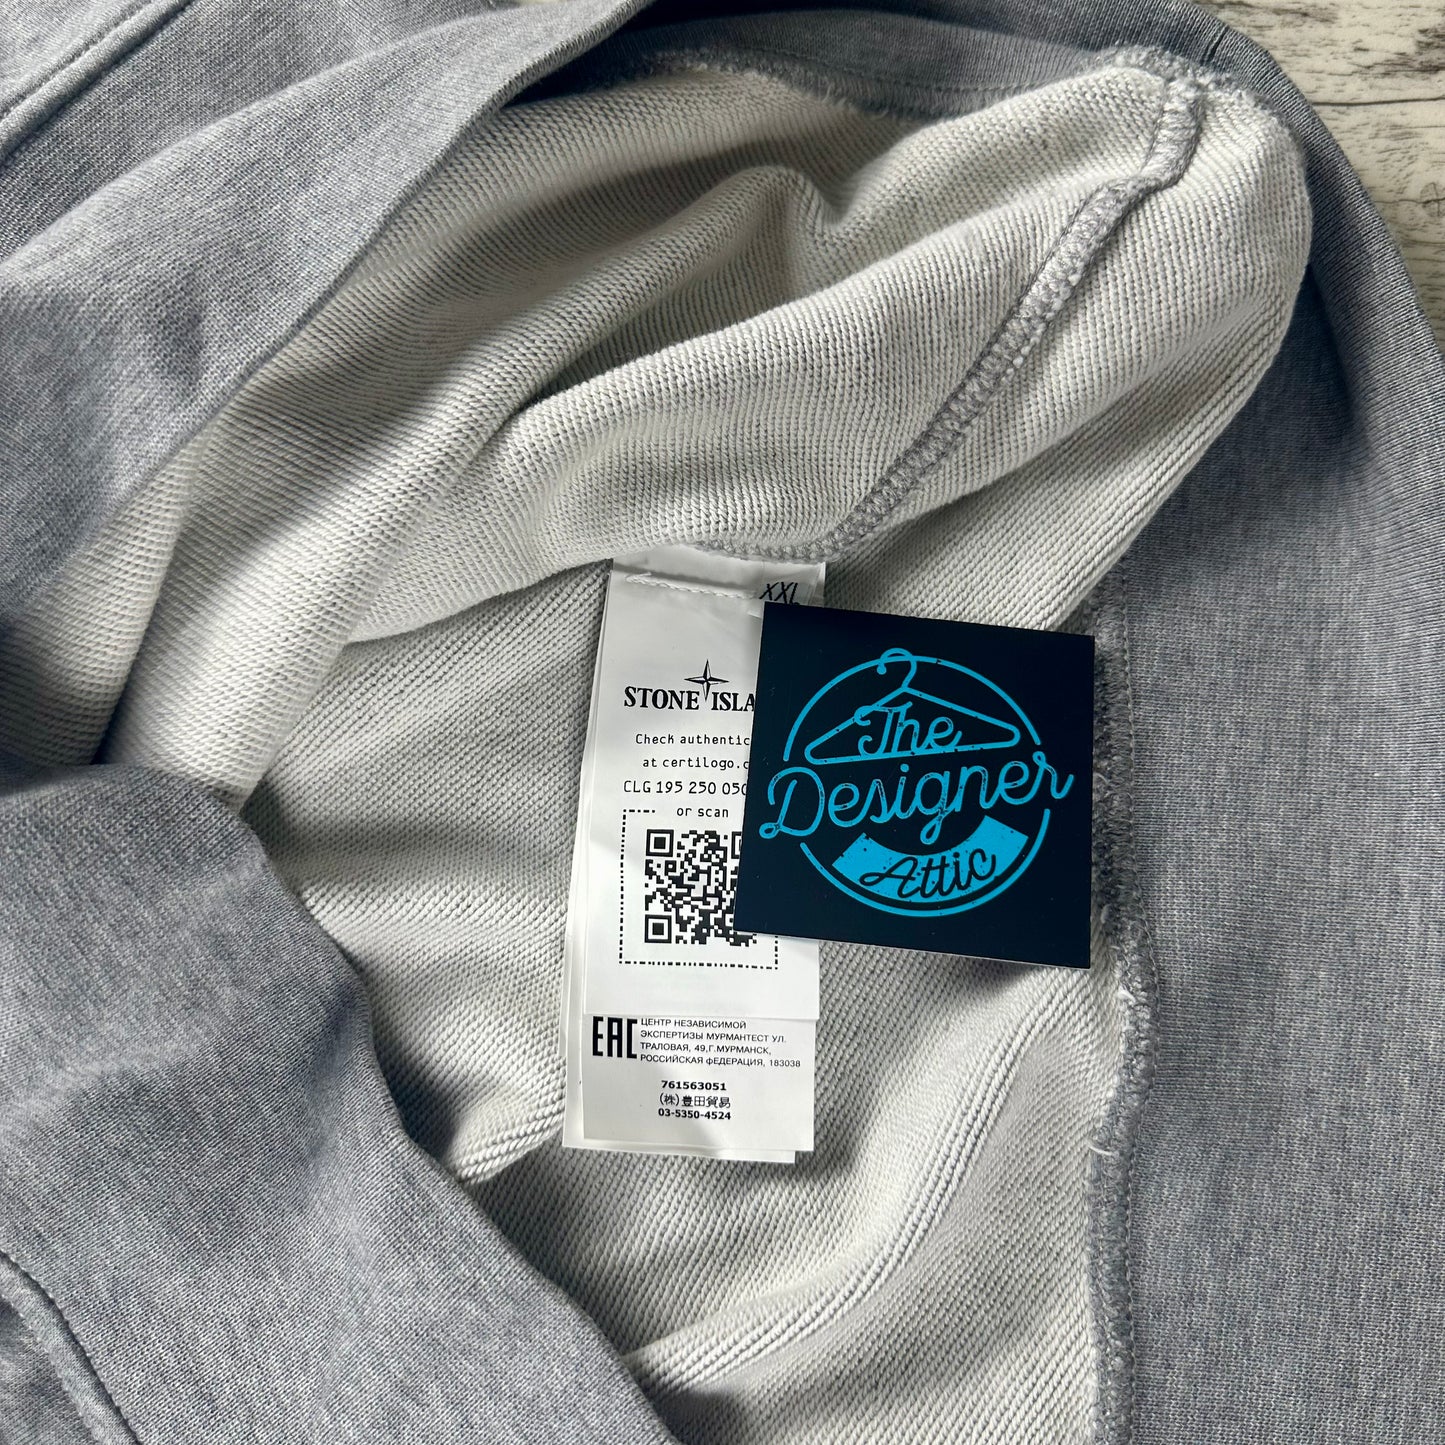 XXL
STONE ISLA
Check authentic
at certilogo.c
CLG 195 250 050
or scan
The
Designer
Attic
EAC
ЦЕНТР НЕЗАВИСИМОЙ
ЭКСПЕРТИЗЫ МУРМАНТЕСТ УЛ.
ТРАЛОВАЯ, 49,Г.МУРМАНСК,
РОССИЙСКАЯ ФЕДЕРАЦИЯ, 183038
761563051
(株)豊田貿易
03-5350-4524